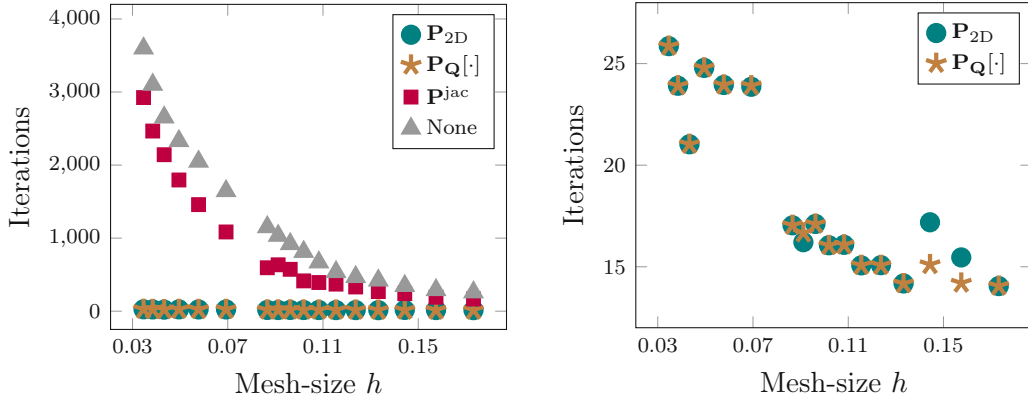 4,000
3,000
2,000
1,000
0
Iterations
0.03 0.07 0.11 0.15
Mesh-size h
P2D
PQ[·]
Pjac
None
25
20
15
Iterations
0.03 0.07 0.11 0.15
Mesh-size h
P2D
PQ[·]